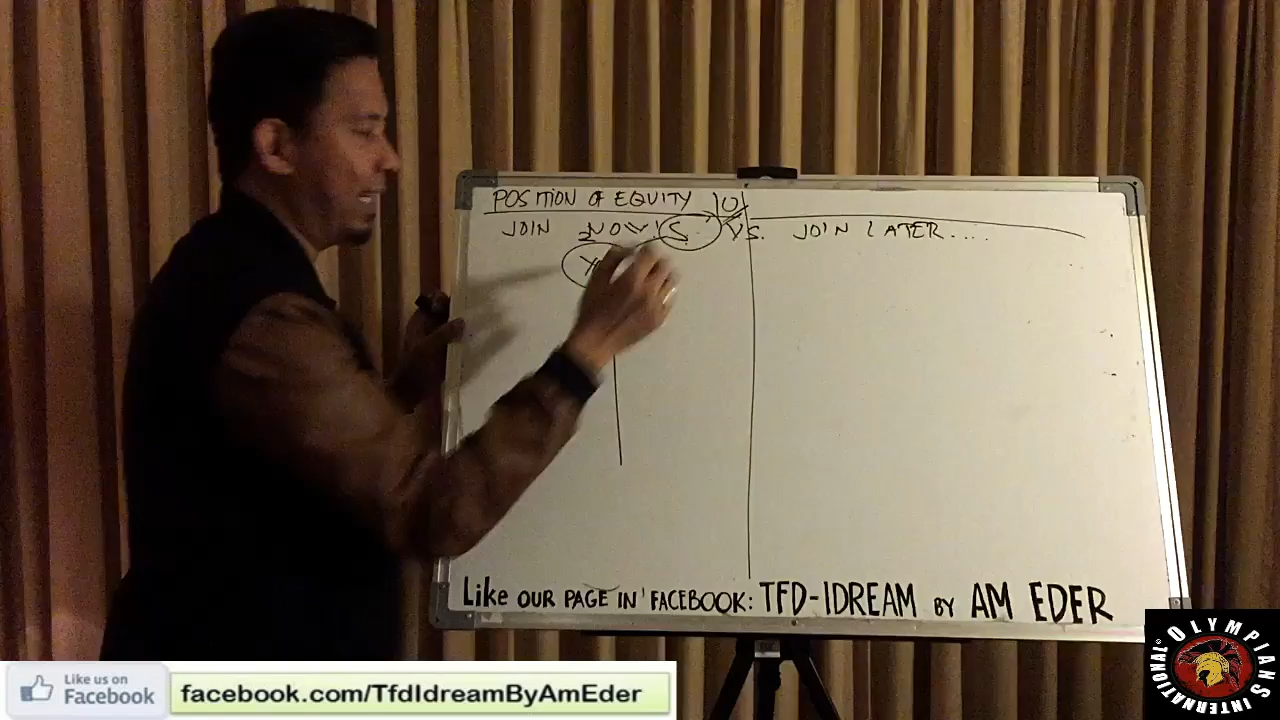 POSITION OF EQUITY
JOIN NOW VS. JOIN LATER....
Like OUR PAGE IN FACEBOOK: TFD-IDREAM BY AM EDER
Like us on
Facebook
facebook.com/TfdIdreamByAmEder
OLYMPIANS
INTERNATIONAL